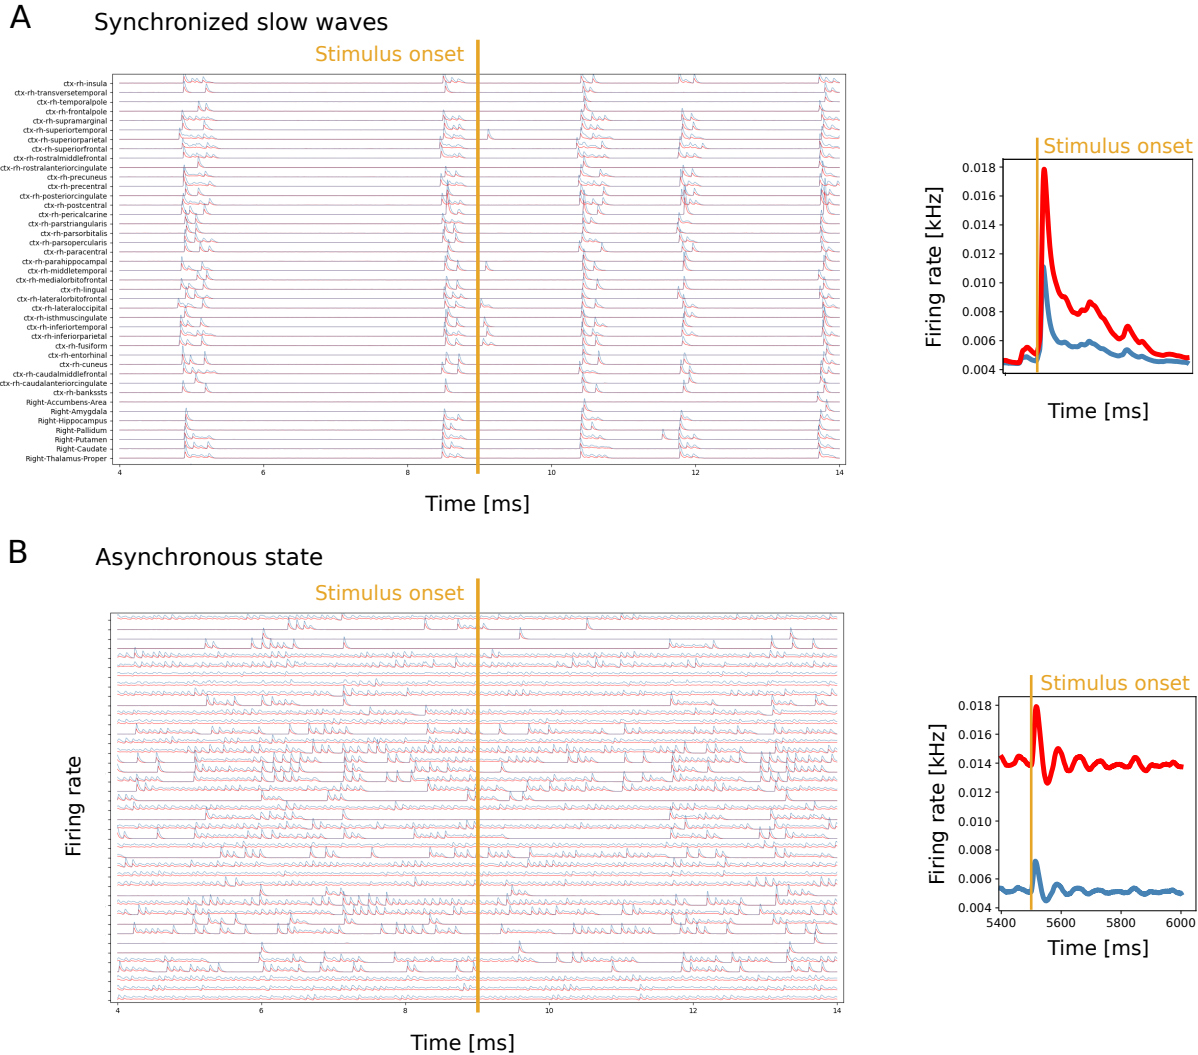 A
Synchronized slow waves
Stimulus onset
ctx-rh-insula
ctx-rh-transversetemporal
ctx-rh-temporalpole
ctx-rh-frontalpole
ctx-rh-supramarginal
ctx-rh-superiortemporal
ctx-rh-superiorparietal
ctx-rh-superiorfrontal
ctx-rh-rostralmiddlefrontal
ctx-rh-rostralanteriorcingulate
ctx-rh-precuneus
ctx-rh-precentral
ctx-rh-posteriorcingulate
ctx-rh-postcentral
ctx-rh-pericalcarine
ctx-rh-parstriangularis
ctx-rh-parsorbitalis
ctx-rh-parsopercularis
ctx-rh-paracentral
ctx-rh-parahippocampal
ctx-rh-middletemporal
ctx-rh-medialorbitofrontal
ctx-rh-lingual
ctx-rh-lateralorbitofrontal
ctx-rh-lateraloccipital
ctx-rh-isthmuscingulate
ctx-rh-inferiortemporal
ctx-rh-inferiorparietal
ctx-rh-fusiform
ctx-rh-entorhinal
ctx-rh-cuneus
ctx-rh-caudalmiddlefrontal
ctx-rh-caudalanteriorcingulate
ctx-rh-bankssts
Right-Accumbens-Area
Right-Amygdala
Right-Hippocampus
Right-Pallidum
Right-Putamen
Right-Caudate
Right-Thalamus-Proper
4 6 8 10 12 14
Time [ms]
Stimulus onset
Firing rate [kHz]
0.018
0.016
0.014
0.012
0.010
0.008
0.006
0.004
Time [ms]
B
Asynchronous state
Stimulus onset
Firing rate
4 6 8 10 12 14
Time [ms]
Stimulus onset
Firing rate [kHz]
0.018
0.016
0.014
0.012
0.010
0.008
0.006
0.004
5400 5600 5800 6000
Time [ms]